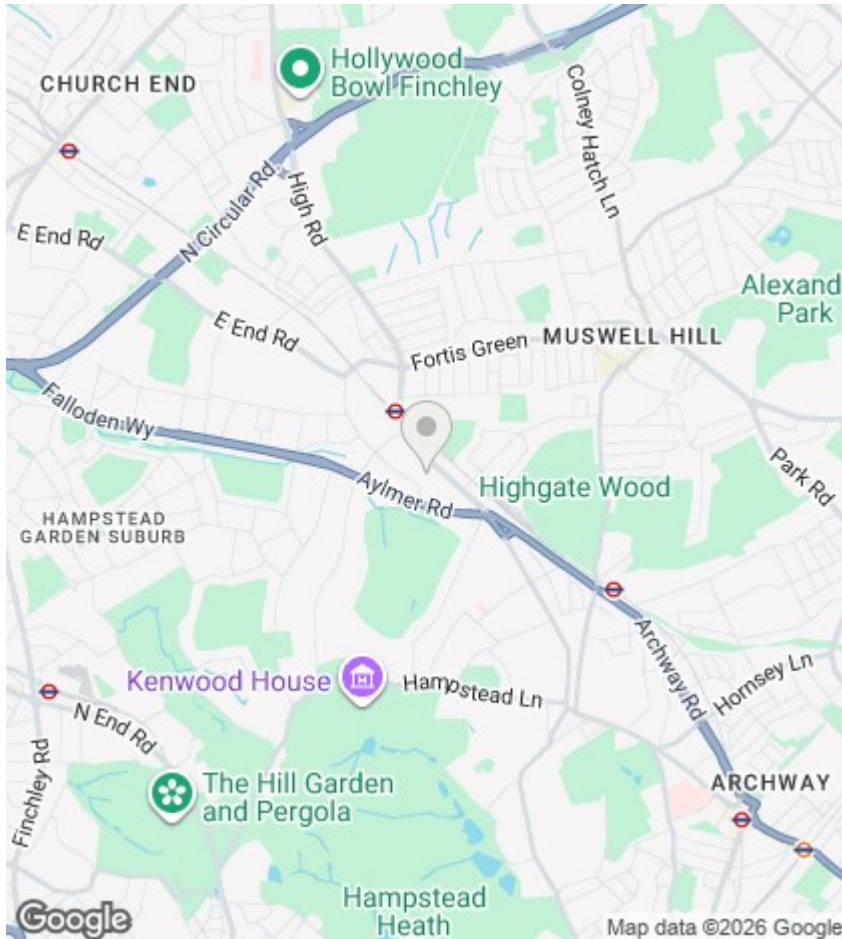 CHURCH END
Hollywood
Bowl Finchley
Colney Hatch Ln
High Rd
N Circular Rd
E End Rd
Alexand
Park
E End Rd
Fortis Green
MUSWELL HILL
Falloden Wy
Aylmer Rd
Highgate Wood
Park Rd
HAMPSTEAD
GARDEN SUBURB
Archway Rd
Hornsey Ln
Kenwood House
Hampstead Ln
N End Rd
Finchley Rd
The Hill Garden
and Pergola
ARCHWAY
Hampstead
Heath
Google
Map data ©2026 Google